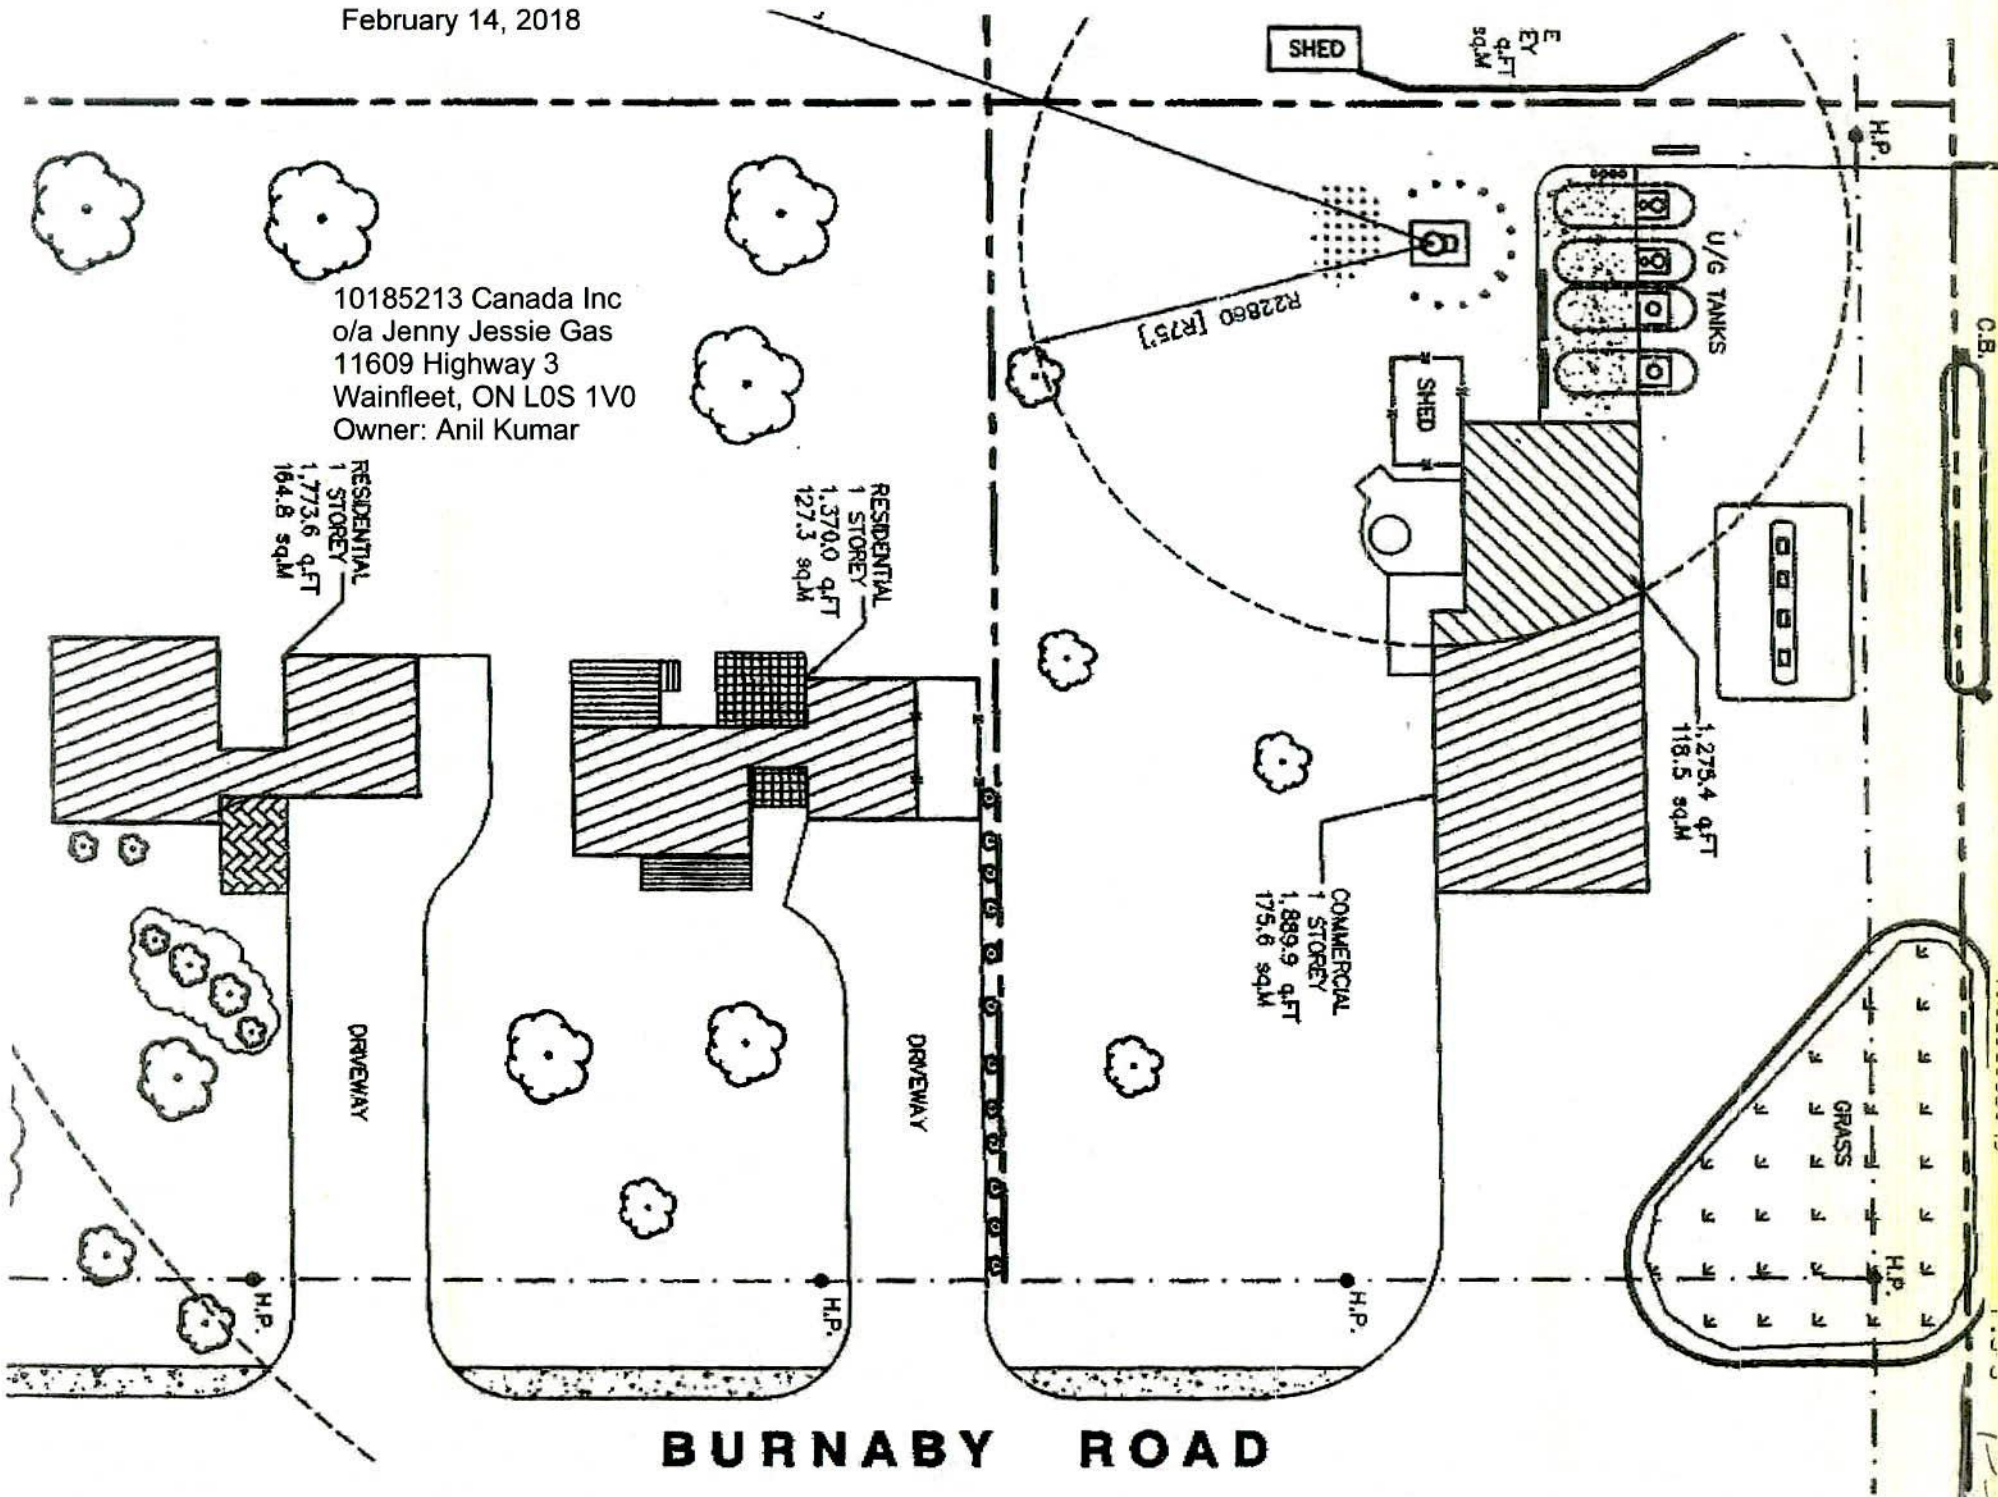 February 14, 2018
SHED
E
EY
q.FT
sq.M
H.P.
10185213 Canada Inc
o/a Jenny Jessie Gas
11609 Highway 3
Wainfleet, ON L0S 1V0
Owner: Anil Kumar
R22860 [R75']
U/G TANKS
C.B.
SHED
RESIDENTIAL
1 STOREY
1,773.6 q.FT
164.8 sq.M
RESIDENTIAL
1 STOREY
1,370.0 q.FT
127.3 sq.M
1,275.4 q.FT
118.5 sq.M
COMMERCIAL
1 STOREY
1,889.9 q.FT
175.6 sq.M
DRIVEWAY
DRIVEWAY
GRASS
H.P.
H.P.
H.P.
H.P.
BURNABY ROAD